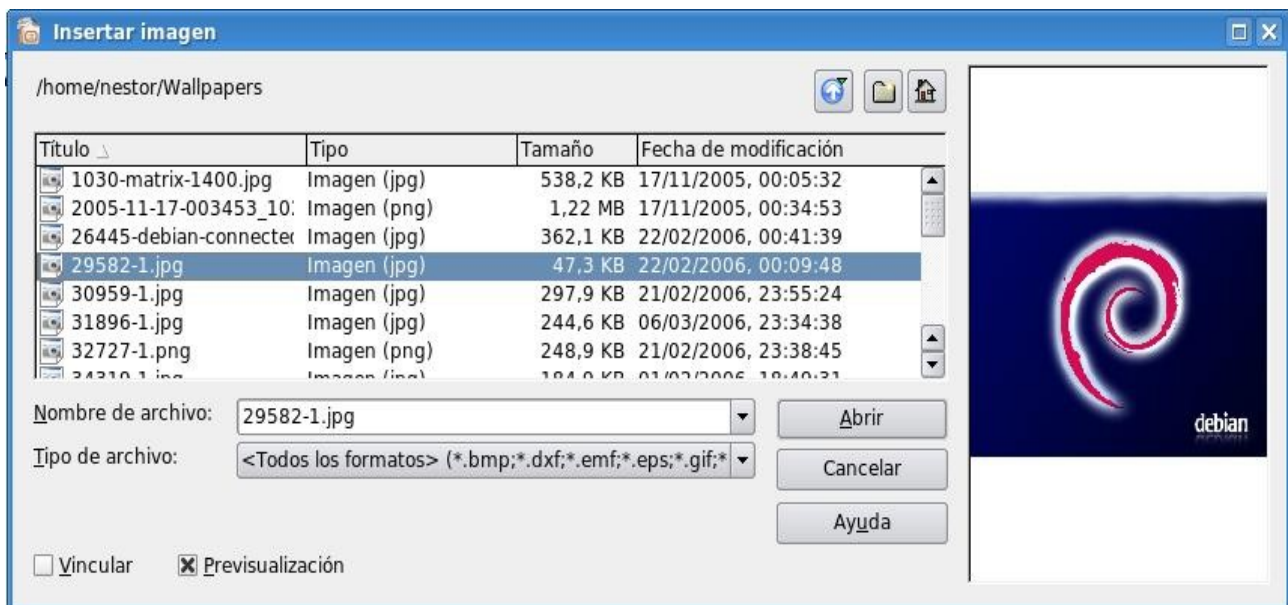 Insertar imagen
/home/nestor/Wallpapers
Título Tipo Tamaño Fecha de modificación
1030-matrix-1400.jpg Imagen (jpg) 538,2 KB 17/11/2005, 00:05:32
2005-11-17-003453_10 Imagen (png) 1,22 MB 17/11/2005, 00:34:53
26445-debian-connected Imagen (jpg) 362,1 KB 22/02/2006, 00:41:39
29582-1.jpg Imagen (jpg) 47,3 KB 22/02/2006, 00:09:48
30959-1.jpg Imagen (jpg) 297,9 KB 21/02/2006, 23:55:24
31896-1.jpg Imagen (jpg) 244,6 KB 06/03/2006, 23:34:38
32727-1.png Imagen (png) 248,9 KB 21/02/2006, 23:38:45
Nombre de archivo: 29582-1.jpg Abrir
Tipo de archivo: <Todos los formatos> (*.bmp;*.dxf;*.emf;*.eps;*.gif;* Cancelar
Ayuda
Vincular Previsualización
debian